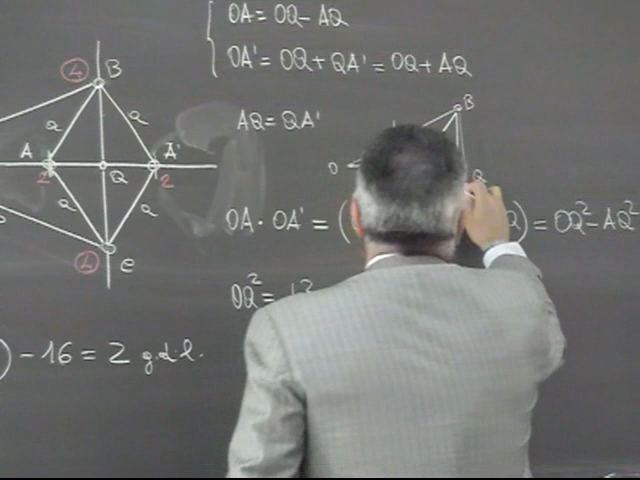 OA = OQ - AQ
OA' = OQ + QA' = OQ + AQ
4 B
a a
A A'
2 Q 2
a a
4 C
AQ = QA'
B
O Q
OA · OA' = ( Q) = OQ² - AQ²
OQ² =
) - 16 = 2 g.d.l.